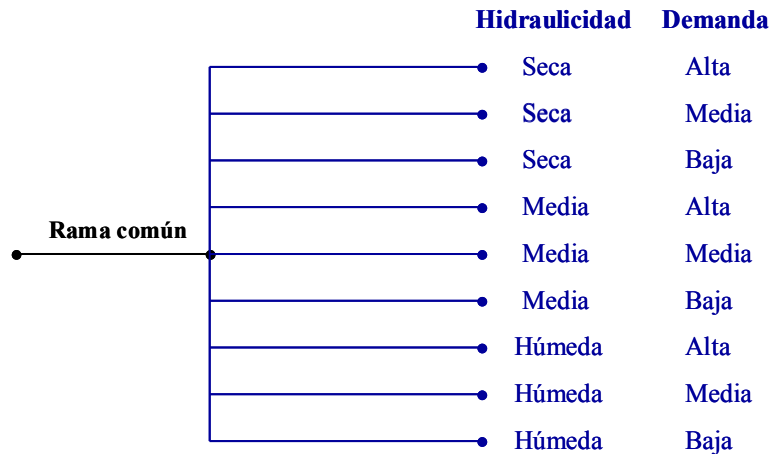 Hidraulicidad Demanda
Seca Alta
Seca Media
Seca Baja
Media Alta
Rama común
Media Media
Media Baja
Húmeda Alta
Húmeda Media
Húmeda Baja